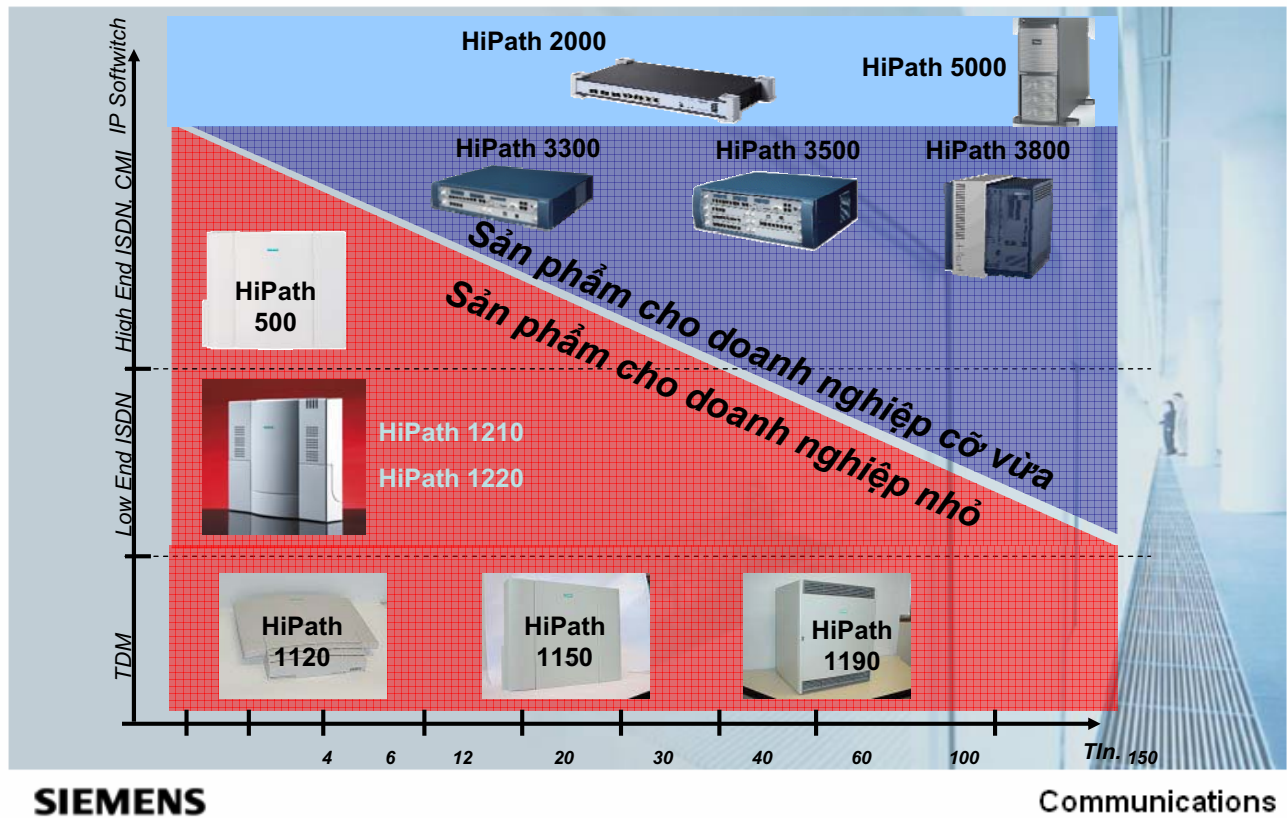 HiPath 2000
HiPath 5000
IP Softwitch
HiPath 3300
HiPath 3500
HiPath 3800
High End ISDN, CMI
HiPath
500
Sản phẩm cho doanh nghiệp cỡ vừa
Sản phẩm cho doanh nghiệp nhỏ
Low End ISDN
HiPath 1210
HiPath 1220
TDM
HiPath
1120
HiPath
1150
HiPath
1190
4 6 12 20 30 40 60 100 Tln. 150
SIEMENS
Communications